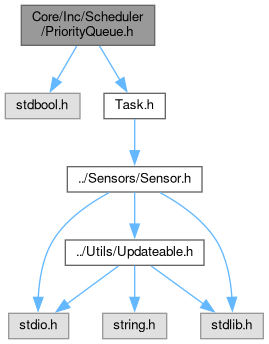 Core/Inc/Scheduler
/PriorityQueue.h
stdbool.h
Task.h
../Sensors/Sensor.h
../Utils/Updateable.h
stdio.h
string.h
stdlib.h